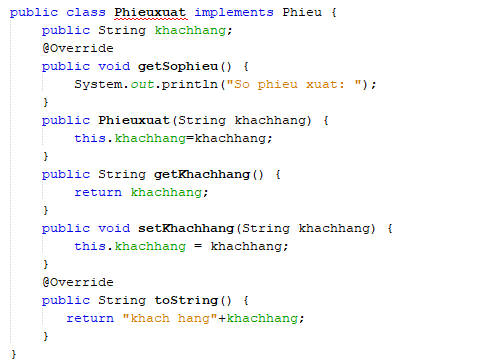 public class Phieuxuat implements Phieu {
    public String khachhang;
    @Override
    public void getSophieu() {
        System.out.println("So phieu xuat: ");
    }
    public Phieuxuat(String khachhang) {
        this.khachhang=khachhang;
    }
    public String getKhachhang() {
        return khachhang;
    }
    public void setKhachhang(String khachhang) {
        this.khachhang = khachhang;
    }
    @Override
    public String toString() {
       return "khach hang"+khachhang;
    }
}